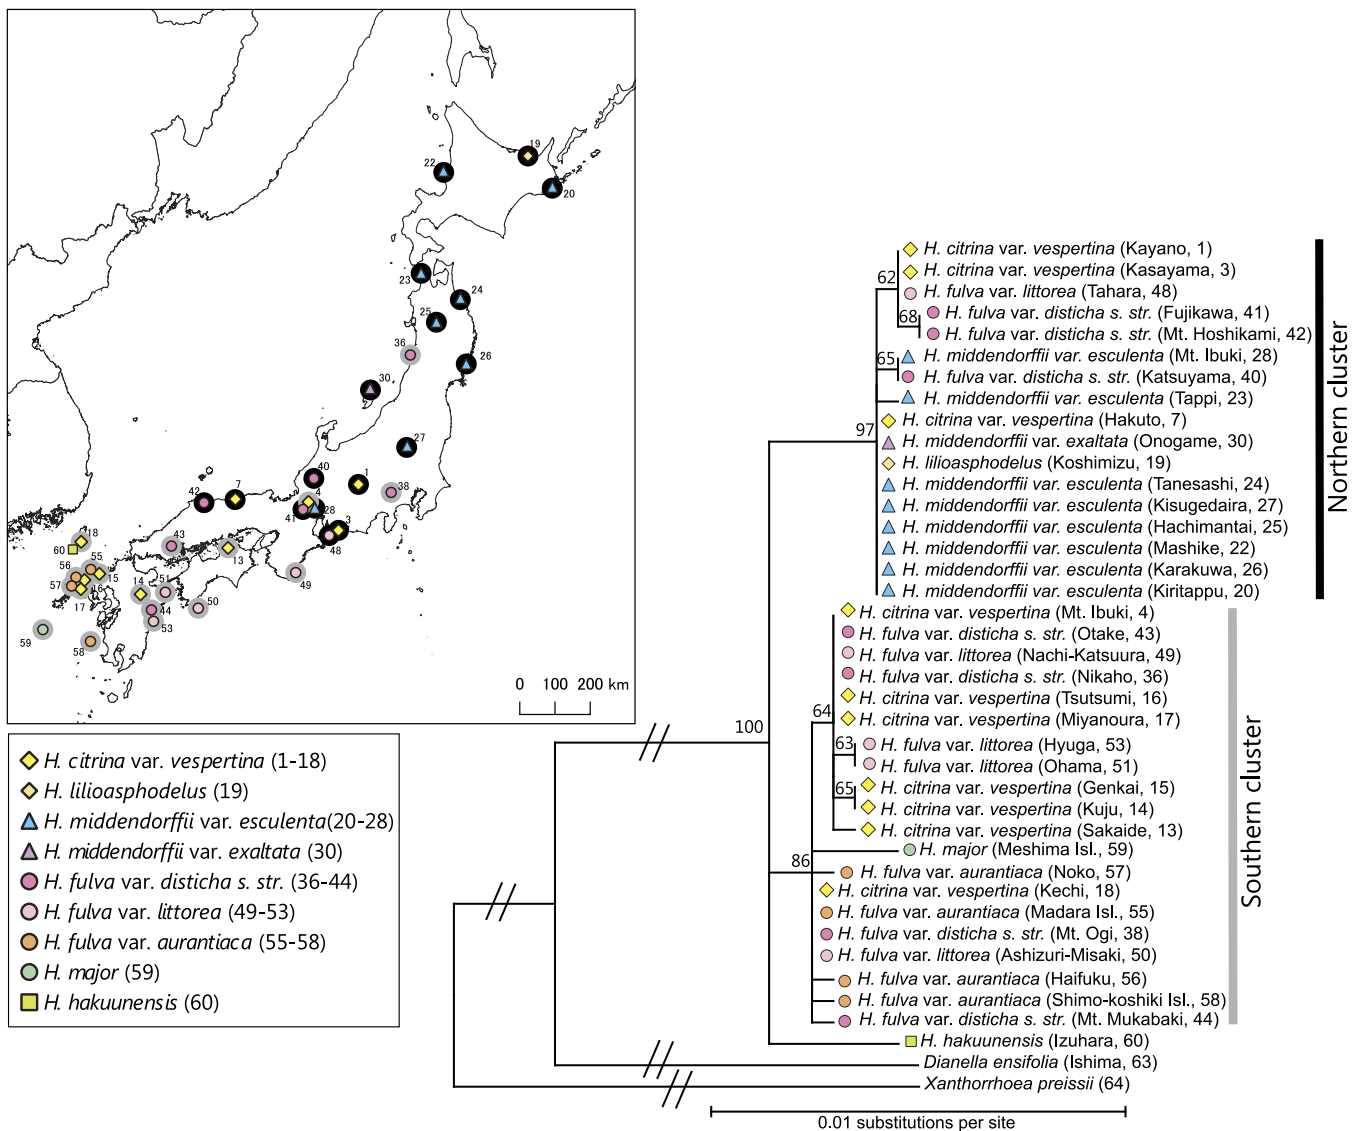 19
22
20
23
24
25
36
26
30
27
40
1
42
7
4
38
41
28
3
48
18
60
43
13
55
56
15
57
16
17
14
51
49
44
50
53
59
58
0 100 200 km
H. citrina var. vespertina (1-18)
H. lilioasphodelus (19)
H. middendorffii var. esculenta(20-28)
H. middendorffii var. exaltata (30)
H. fulva var. disticha s. str. (36-44)
H. fulva var. littorea (49-53)
H. fulva var. aurantiaca (55-58)
H. major (59)
H. hakuunensis (60)
H. citrina var. vespertina (Kayano, 1)
H. citrina var. vespertina (Kasayama, 3)
62
H. fulva var. littorea (Tahara, 48)
H. fulva var. disticha s. str. (Fujikawa, 41)
68
H. fulva var. disticha s. str. (Mt. Hoshikami, 42)
H. middendorffii var. esculenta (Mt. Ibuki, 28)
65
H. fulva var. disticha s. str. (Katsuyama, 40)
H. middendorffii var. esculenta (Tappi, 23)
H. citrina var. vespertina (Hakuto, 7)
97
H. middendorffii var. exaltata (Onogame, 30)
H. lilioasphodelus (Koshimizu, 19)
H. middendorffii var. esculenta (Tanesashi, 24)
H. middendorffii var. esculenta (Kisugedaira, 27)
H. middendorffii var. esculenta (Hachimantai, 25)
H. middendorffii var. esculenta (Mashike, 22)
H. middendorffii var. esculenta (Karakuwa, 26)
H. middendorffii var. esculenta (Kiritappu, 20)
Northern cluster
H. citrina var. vespertina (Mt. Ibuki, 4)
H. fulva var. disticha s. str. (Otake, 43)
H. fulva var. littorea (Nachi-Katsuura, 49)
H. fulva var. disticha s. str. (Nikaho, 36)
H. citrina var. vespertina (Tsutsumi, 16)
64
H. citrina var. vespertina (Miyanoura, 17)
100
63
H. fulva var. littorea (Hyuga, 53)
H. fulva var. littorea (Ohama, 51)
65
H. citrina var. vespertina (Genkai, 15)
H. citrina var. vespertina (Kuju, 14)
H. citrina var. vespertina (Sakaide, 13)
H. major (Meshima Isl., 59)
86
H. fulva var. aurantiaca (Noko, 57)
H. citrina var. vespertina (Kechi, 18)
H. fulva var. aurantiaca (Madara Isl., 55)
H. fulva var. disticha s. str. (Mt. Ogi, 38)
H. fulva var. littorea (Ashizuri-Misaki, 50)
H. fulva var. aurantiaca (Haifuku, 56)
H. fulva var. aurantiaca (Shimo-koshiki Isl., 58)
H. fulva var. disticha s. str. (Mt. Mukabaki, 44)
Southern cluster
H. hakuunensis (Izuhara, 60)
Dianella ensifolia (Ishima, 63)
Xanthorrhoea preissii (64)
0.01 substitutions per site